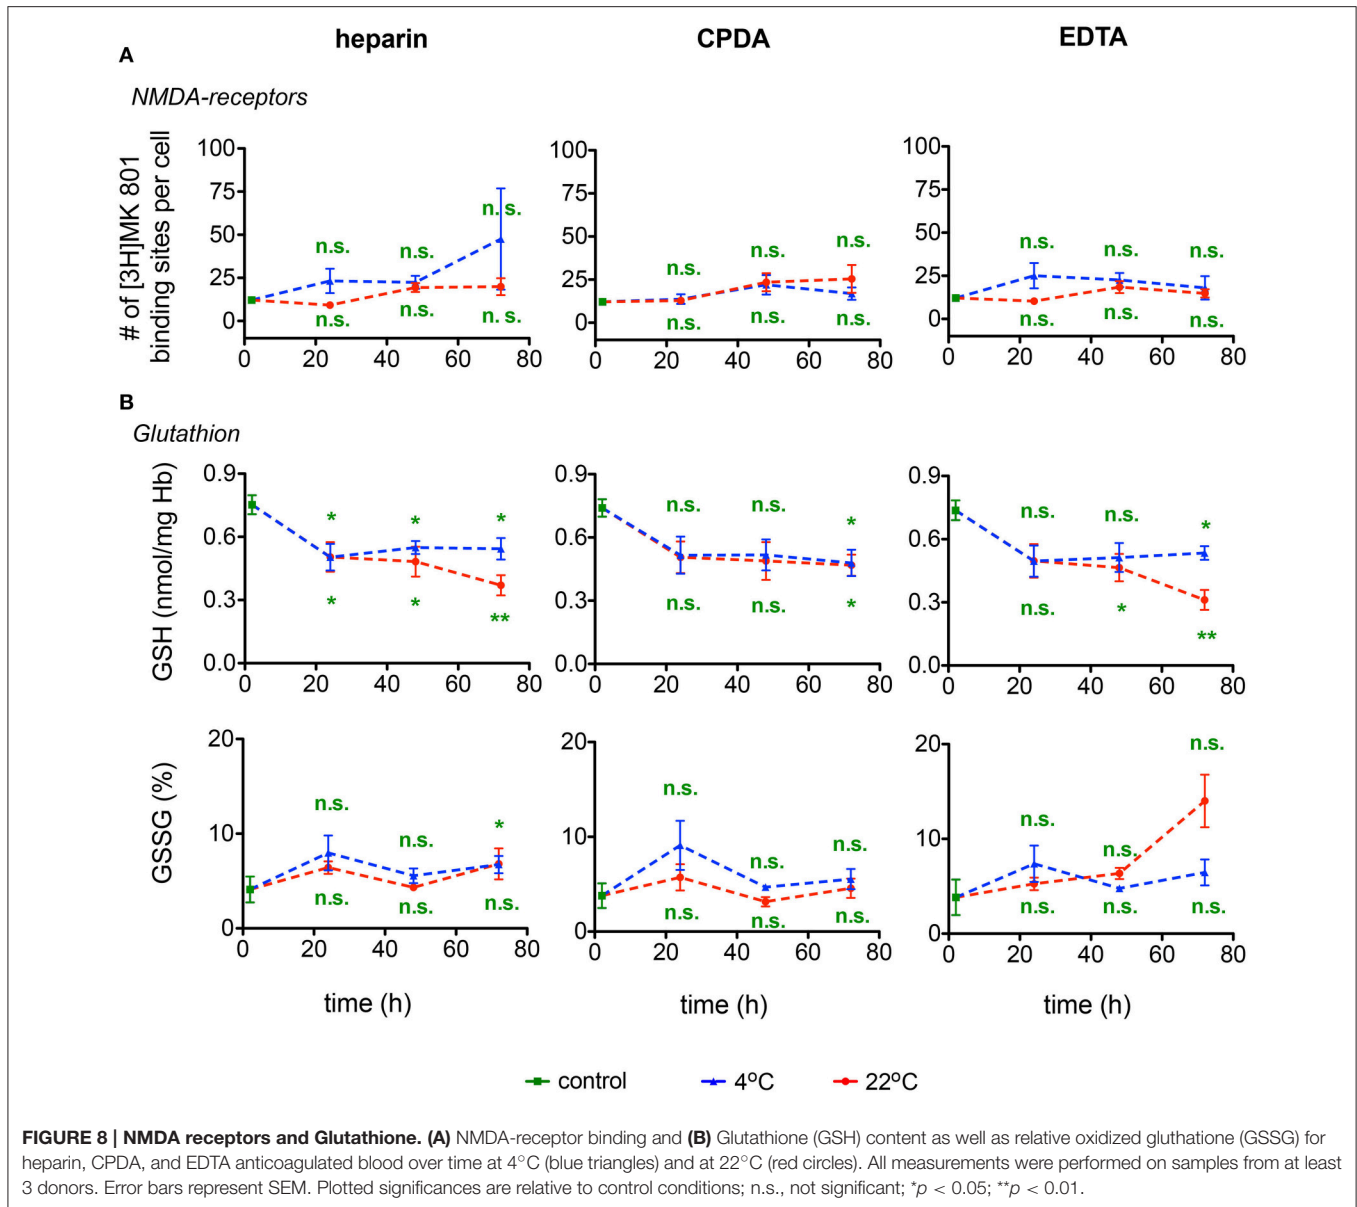 heparin CPDA EDTA
A
NMDA-receptors
# of [3H]MK 801
binding sites per cell
100 75 50 25 0
n.s. n.s. n. s.
n.s. n.s. n. s.
0 20 40 60 80
100 75 50 25 0
n.s. n.s. n.s.
n.s. n.s. n.s.
0 20 40 60 80
100 75 50 25 0
n.s. n.s. n.s.
n.s. n.s. n.s.
0 20 40 60 80
B
Glutathion
GSH (nmol/mg Hb)
0.9 0.6 0.3 0.0
* * *
* * **
0 20 40 60 80
0.9 0.6 0.3 0.0
n.s. n.s. *
n.s. n.s. *
0 20 40 60 80
0.9 0.6 0.3 0.0
n.s. n.s. *
n.s. * **
0 20 40 60 80
GSSG (%)
20 10 0
n.s. n.s. *
n.s. n.s. n.s.
0 20 40 60 80
time (h)
20 10 0
n.s. n.s. n.s.
n.s. n.s. n.s.
0 20 40 60 80
time (h)
20 10 0
n.s. n.s. n.s.
n.s. n.s. n.s.
0 20 40 60 80
time (h)
control 4°C 22°C
FIGURE 8 | NMDA receptors and Glutathione. (A) NMDA-receptor binding and (B) Glutathione (GSH) content as well as relative oxidized gluthatione (GSSG) for
heparin, CPDA, and EDTA anticoagulated blood over time at 4°C (blue triangles) and at 22°C (red circles). All measurements were performed on samples from at least
3 donors. Error bars represent SEM. Plotted significances are relative to control conditions; n.s., not significant; *p < 0.05; **p < 0.01.